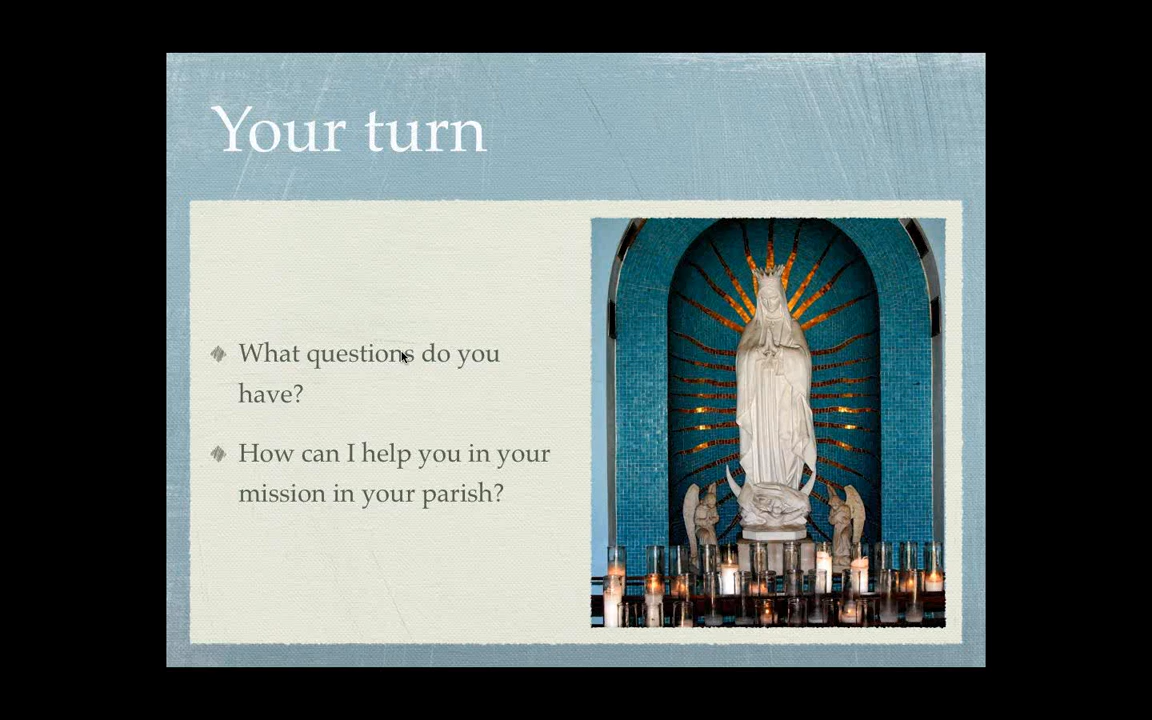 Your turn
What questions do you
have?
How can I help you in your
mission in your parish?